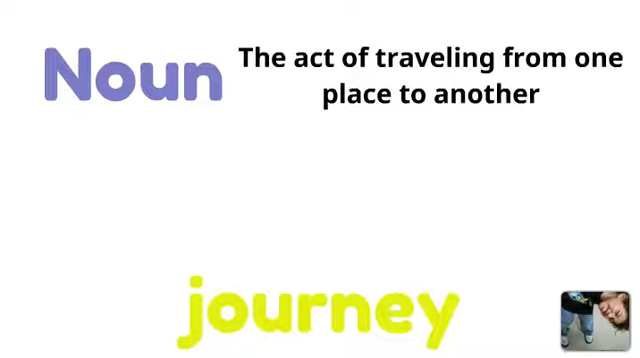 Noun
The act of traveling from one
place to another
journey